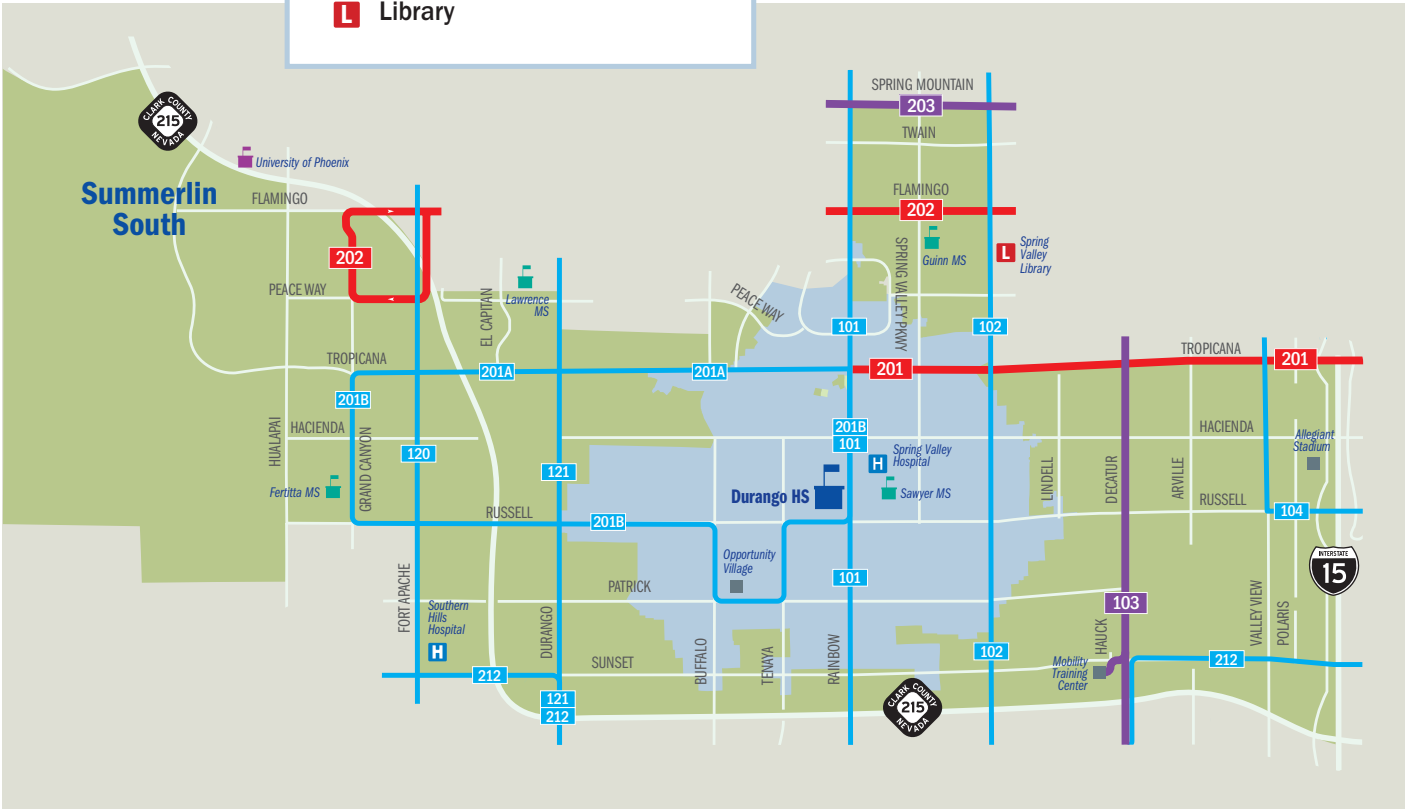 L Library
SPRING MOUNTAIN
203
TWAIN
CLARK COUNTY
215
NEVADA
University of Phoenix
Summerlin
South
FLAMINGO
FLAMINGO
202
SPRING VALLEY PKWY
Guinn MS
L
Spring
Valley
Library
202
PEACE WAY
EL CAPITAN
Lawrence
MS
PEACE WAY
101
102
TROPICANA
TROPICANA
201A
201A
201
201
201B
HUALAPAI
HACIENDA
GRAND CANYON
120
121
201B
101
HACIENDA
Allegiant
Stadium
H
Spring Valley
Hospital
Fertitta MS
Durango HS
Sawyer MS
LINDELL
DECATUR
ARVILLE
RUSSELL
201B
RUSSELL
104
Opportunity
Village
101
INTERSTATE
15
FORT APACHE
PATRICK
103
Southern
Hills
Hospital
H
DURANGO
SUNSET
BUFFALO
TENAYA
RAINBOW
102
HAUCK
VALLEY VIEW
POLARIS
Mobility
Training
Center
212
212
121
212
CLARK COUNTY
215
NEVADA